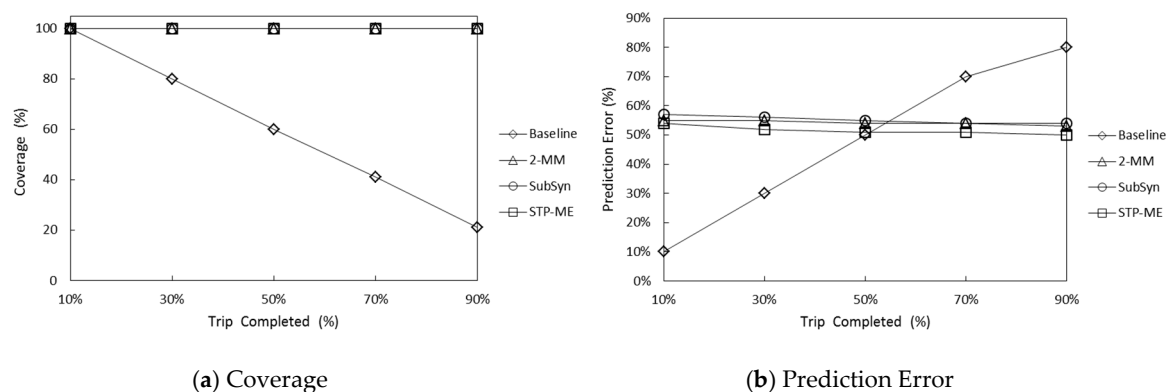 100
80
60
40
20
0
Coverage (%)
10% 30% 50% 70% 90%
Trip Completed (%)
Baseline
2-MM
SubSyn
STP-ME
(a) Coverage
90%
80%
70%
60%
50%
40%
30%
20%
10%
0%
Prediction Error (%)
10% 30% 50% 70% 90%
Trip Completed (%)
Baseline
2-MM
SubSyn
STP-ME
(b) Prediction Error